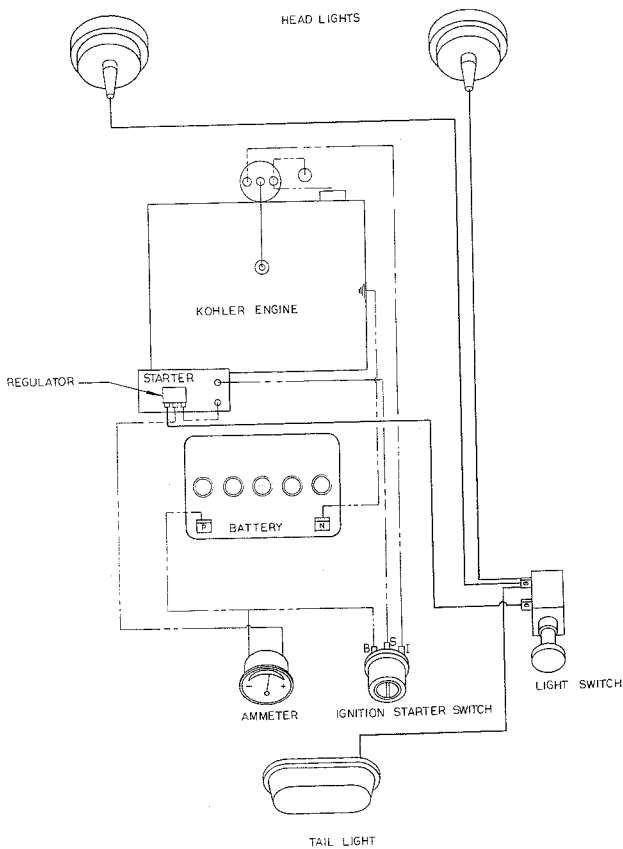 HEAD LIGHTS
KOHLER ENGINE
STARTER
REGULATOR
P
BATTERY
N
B
S
I
- +
AMMETER
IGNITION STARTER SWITCH
LIGHT SWITCH
TAIL LIGHT